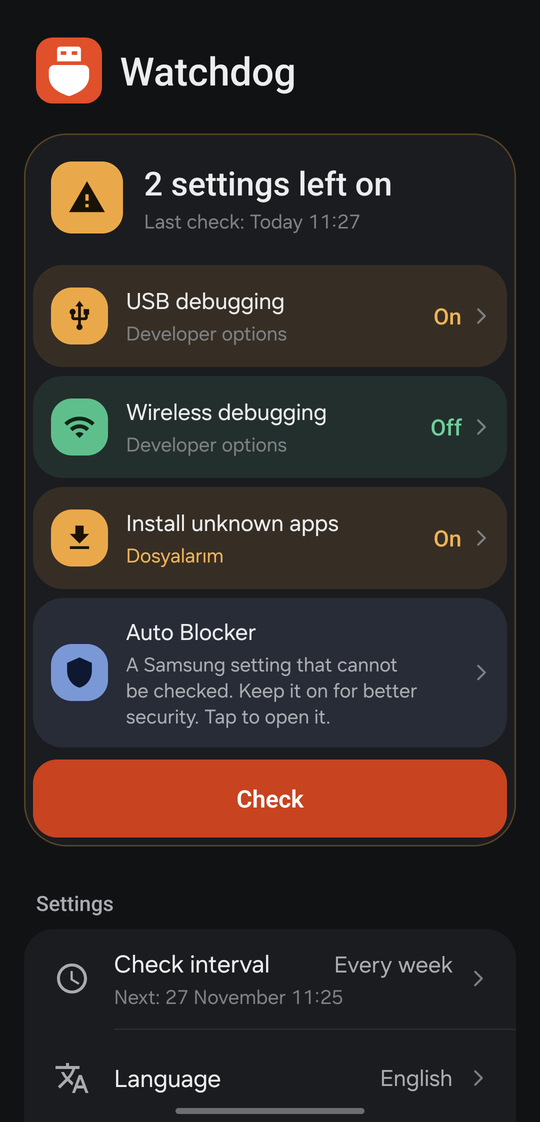 Watchdog
2 settings left on
Last check: Today 11:27
USB debugging
On
Developer options
Wireless debugging
Off
Developer options
Install unknown apps
On
Dosyalarım
Auto Blocker
A Samsung setting that cannot
be checked. Keep it on for better
security. Tap to open it.
Check
Settings
Check interval
Every week
Next: 27 November 11:25
Language
English